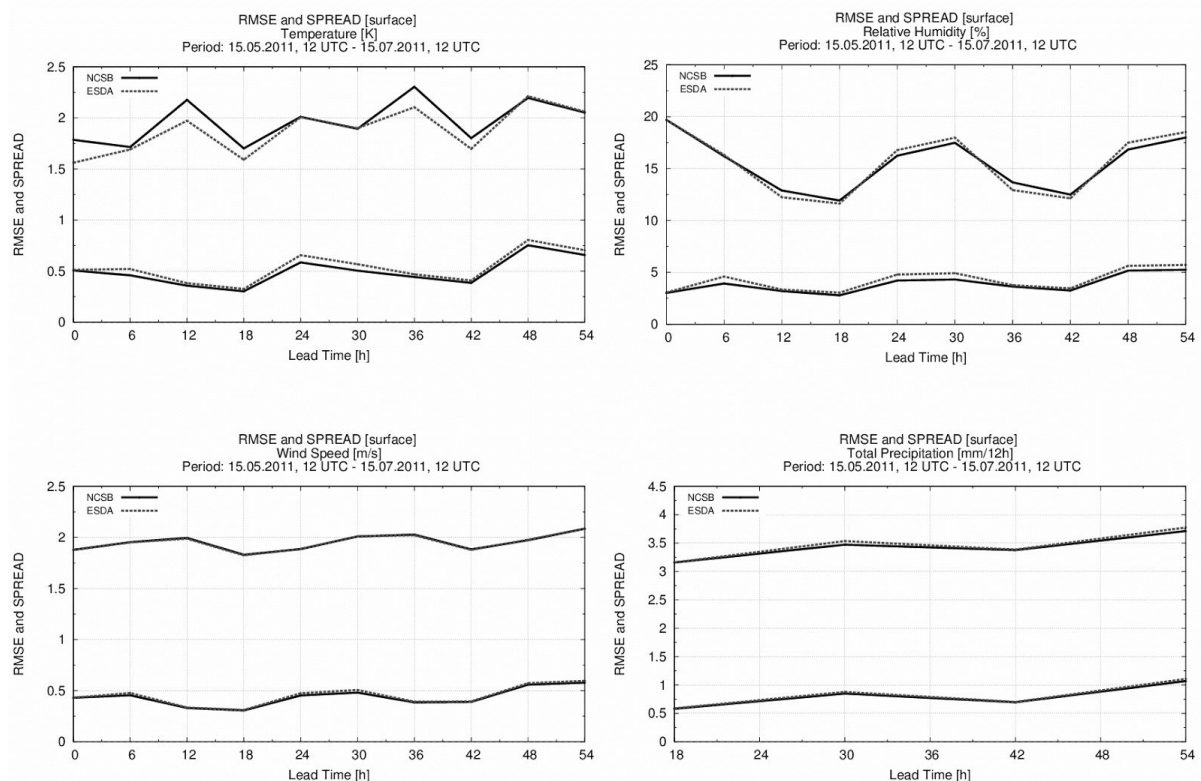 RMSE and SPREAD [surface]
Temperature [K]
Period: 15.05.2011, 12 UTC - 15.07.2011, 12 UTC
2.5
2
1.5
1
0.5
0
RMSE and SPREAD
NCSB
ESDA
0 6 12 18 24 30 36 42 48 54
Lead Time [h]
RMSE and SPREAD [surface]
Relative Humidity [%]
Period: 15.05.2011, 12 UTC - 15.07.2011, 12 UTC
25
20
15
10
5
0
RMSE and SPREAD
NCSB
ESDA
0 6 12 18 24 30 36 42 48 54
Lead Time [h]
RMSE and SPREAD [surface]
Wind Speed [m/s]
Period: 15.05.2011, 12 UTC - 15.07.2011, 12 UTC
2.5
2
1.5
1
0.5
0
RMSE and SPREAD
NCSB
ESDA
0 6 12 18 24 30 36 42 48 54
Lead Time [h]
RMSE and SPREAD [surface]
Total Precipitation [mm/12h]
Period: 15.05.2011, 12 UTC - 15.07.2011, 12 UTC
4.5
4
3.5
3
2.5
2
1.5
1
0.5
0
RMSE and SPREAD
NCSB
ESDA
18 24 30 36 42 48 54
Lead Time [h]